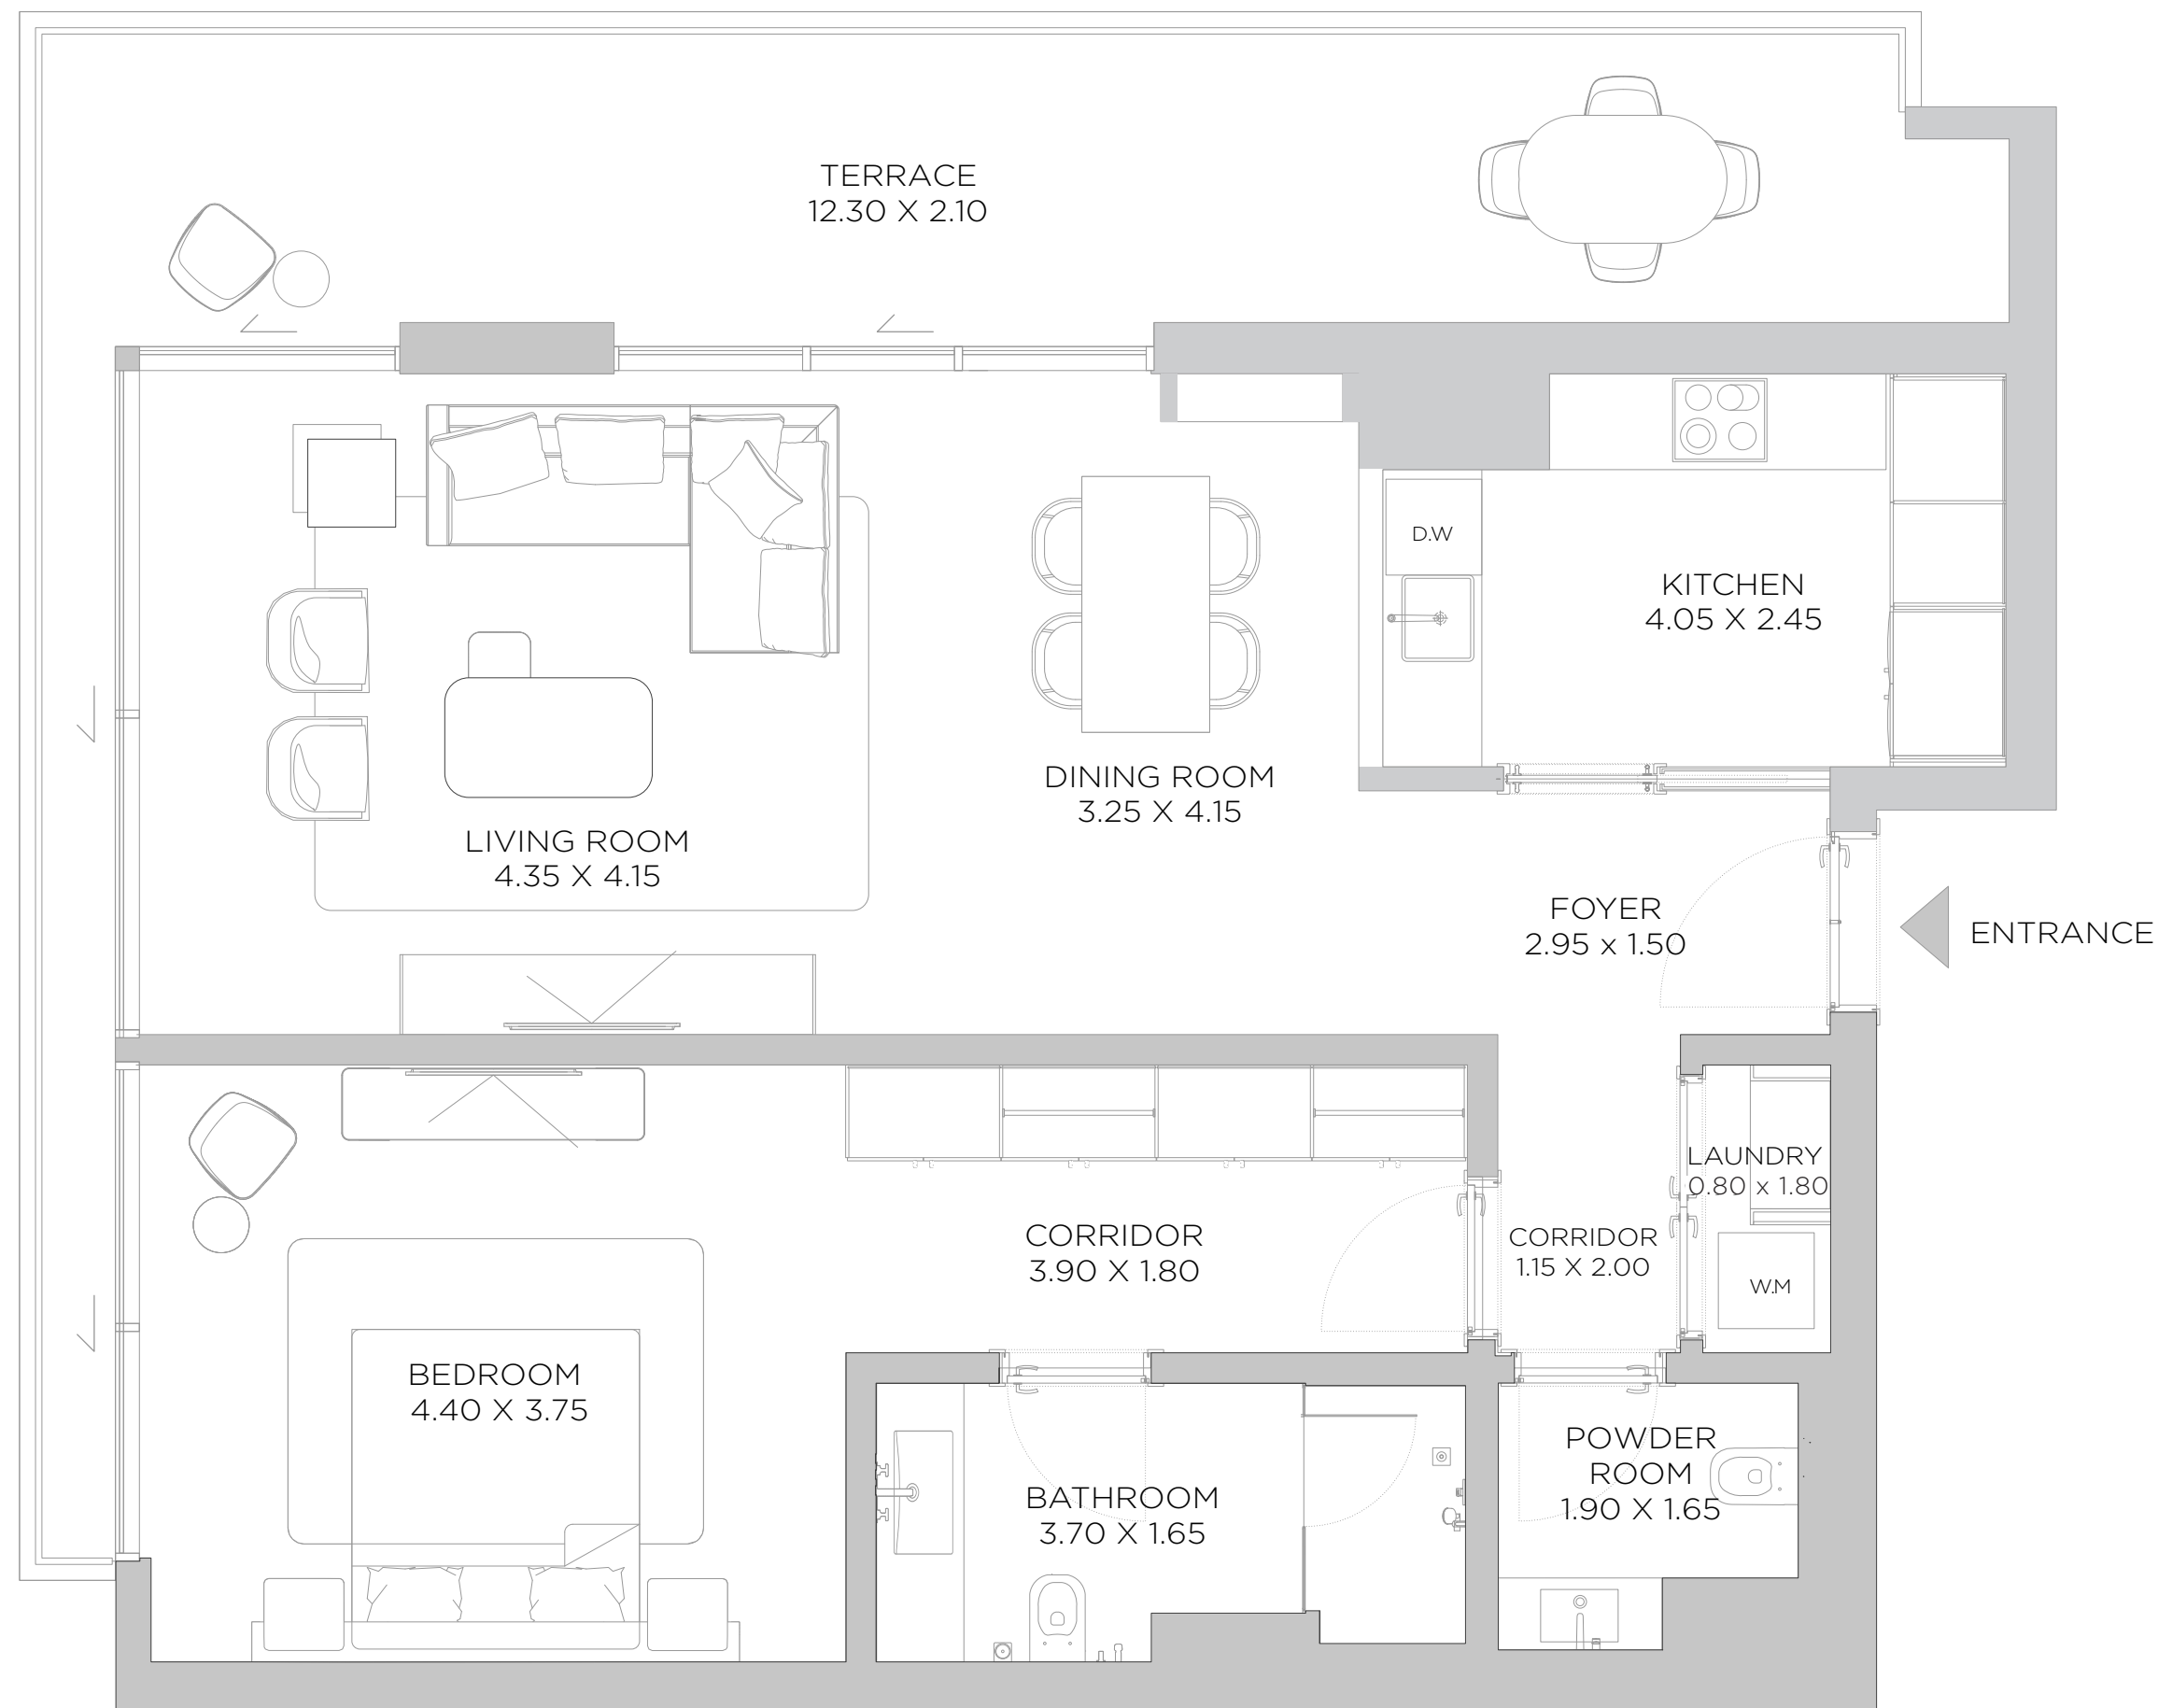 TERRACE
12.30 X 2.10
D.W
KITCHEN
4.05 X 2.45
DINING ROOM
3.25 X 4.15
LIVING ROOM
4.35 X 4.15
FOYER
2.95 x 1.50
ENTRANCE
LAUNDRY
0.80 x 1.80
CORRIDOR
3.90 X 1.80
CORRIDOR
1.15 X 2.00
W.M
BEDROOM
4.40 X 3.75
POWDER
ROOM
1.90 X 1.65
BATHROOM
3.70 X 1.65